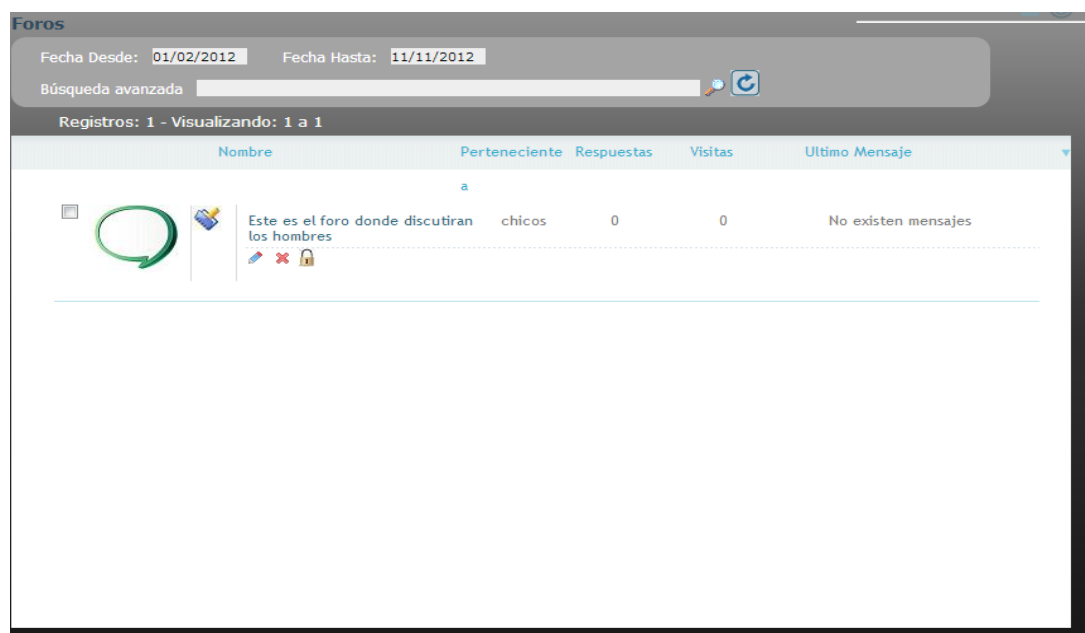 Foros
Fecha Desde: 01/02/2012 Fecha Hasta: 11/11/2012
Búsqueda avanzada
Registros: 1 - Visualizando: 1 a 1
Nombre Perteneciente a Respuestas Visitas Ultimo Mensaje
Este es el foro donde discutiran chicos 0 0 No existen mensajes
los hombres